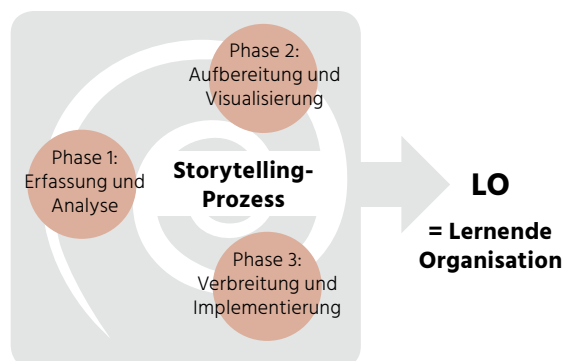 Phase 1:
Erfassung und
Analyse
Phase 2:
Aufbereitung und
Visualisierung
Storytelling-
Prozess
Phase 3:
Verbreitung und
Implementierung
LO
= Lernende
Organisation